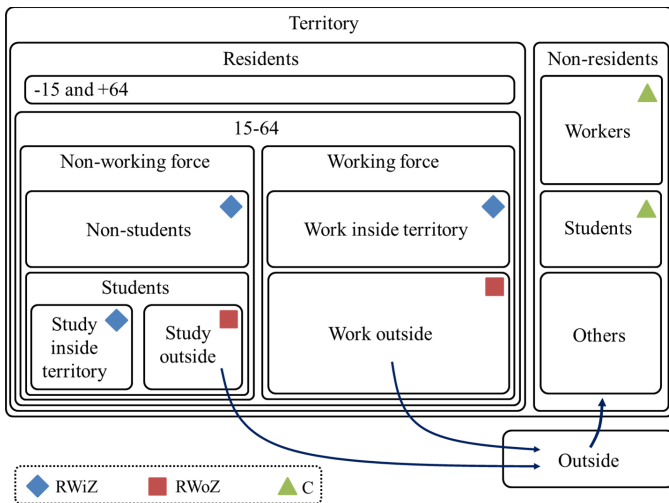 Territory
Residents
-15 and +64
15-64
Non-working force
Non-students
Students
Study
inside
territory
Study
outside
Working force
Work inside territory
Work outside
Non-residents
Workers
Students
Others
Outside
RWiZ
RWoZ
C